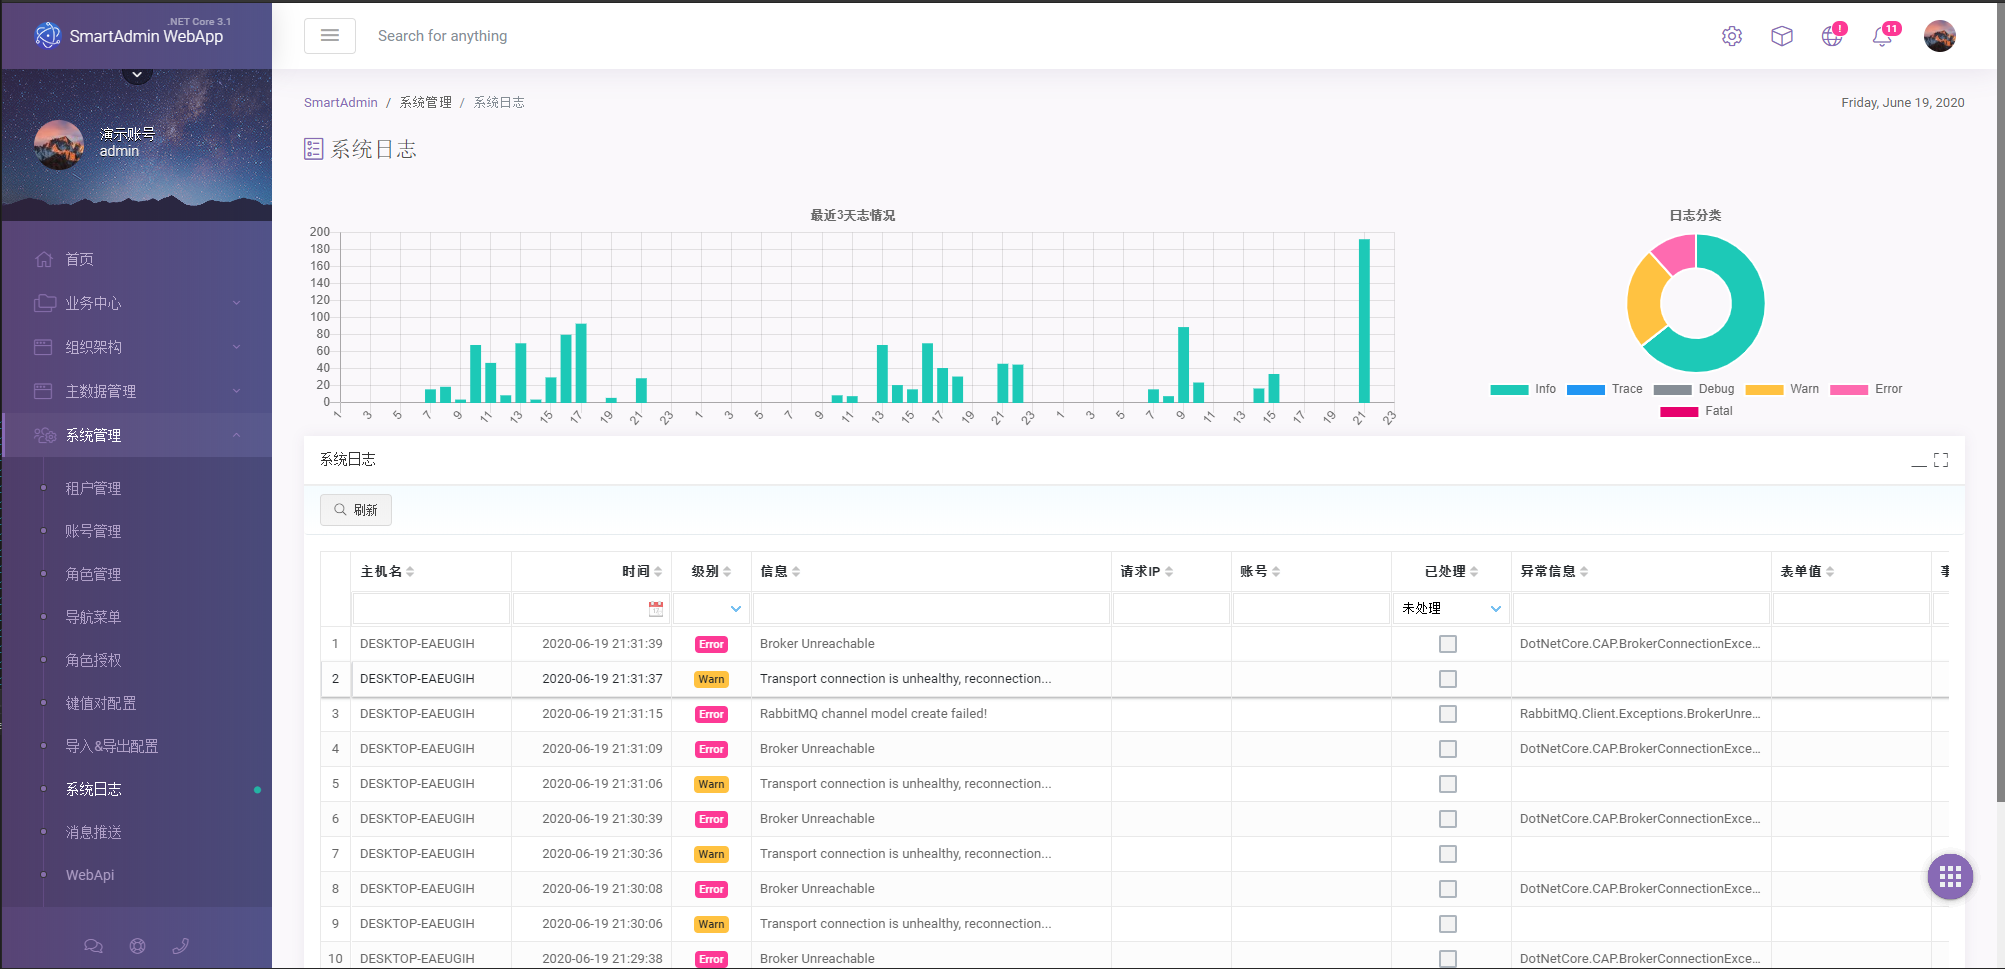 .NET Core 3.1
SmartAdmin WebApp
Search for anything
!
11
演示账号
admin
首页
业务中心
组织架构
主数据管理
系统管理
租户管理
账号管理
角色管理
导航菜单
角色授权
键值对配置
导入&导出配置
系统日志
消息推送
WebApi
SmartAdmin / 系统管理 / 系统日志
Friday, June 19, 2020
系统日志
最近3天志情况
200
180
160
140
120
100
80
60
40
20
0
1 3 5 7 9 11 13 15 17 19 21 23 1 3 5 7 9 11 13 15 17 19 21 23 1 3 5 7 9 11 13 15 17 19 21 23
日志分类
Info Trace Debug Warn Error
Fatal
系统日志
刷新
主机名 时间 级别 信息 请求IP 账号 已处理 异常信息 表单值
未处理
1 DESKTOP-EAEUGIH 2020-06-19 21:31:39 Error Broker Unreachable DotNetCore.CAP.BrokerConnectionExce...
2 DESKTOP-EAEUGIH 2020-06-19 21:31:37 Warn Transport connection is unhealthy, reconnection...
3 DESKTOP-EAEUGIH 2020-06-19 21:31:15 Error RabbitMQ channel model create failed! RabbitMQ.Client.Exceptions.BrokerUnre...
4 DESKTOP-EAEUGIH 2020-06-19 21:31:09 Error Broker Unreachable DotNetCore.CAP.BrokerConnectionExce...
5 DESKTOP-EAEUGIH 2020-06-19 21:31:06 Warn Transport connection is unhealthy, reconnection...
6 DESKTOP-EAEUGIH 2020-06-19 21:30:39 Error Broker Unreachable DotNetCore.CAP.BrokerConnectionExce...
7 DESKTOP-EAEUGIH 2020-06-19 21:30:36 Warn Transport connection is unhealthy, reconnection...
8 DESKTOP-EAEUGIH 2020-06-19 21:30:08 Error Broker Unreachable DotNetCore.CAP.BrokerConnectionExce...
9 DESKTOP-EAEUGIH 2020-06-19 21:30:06 Warn Transport connection is unhealthy, reconnection...
10 DESKTOP-EAEUGIH 2020-06-19 21:29:38 Error Broker Unreachable DotNetCore.CAP.BrokerConnectionExce...